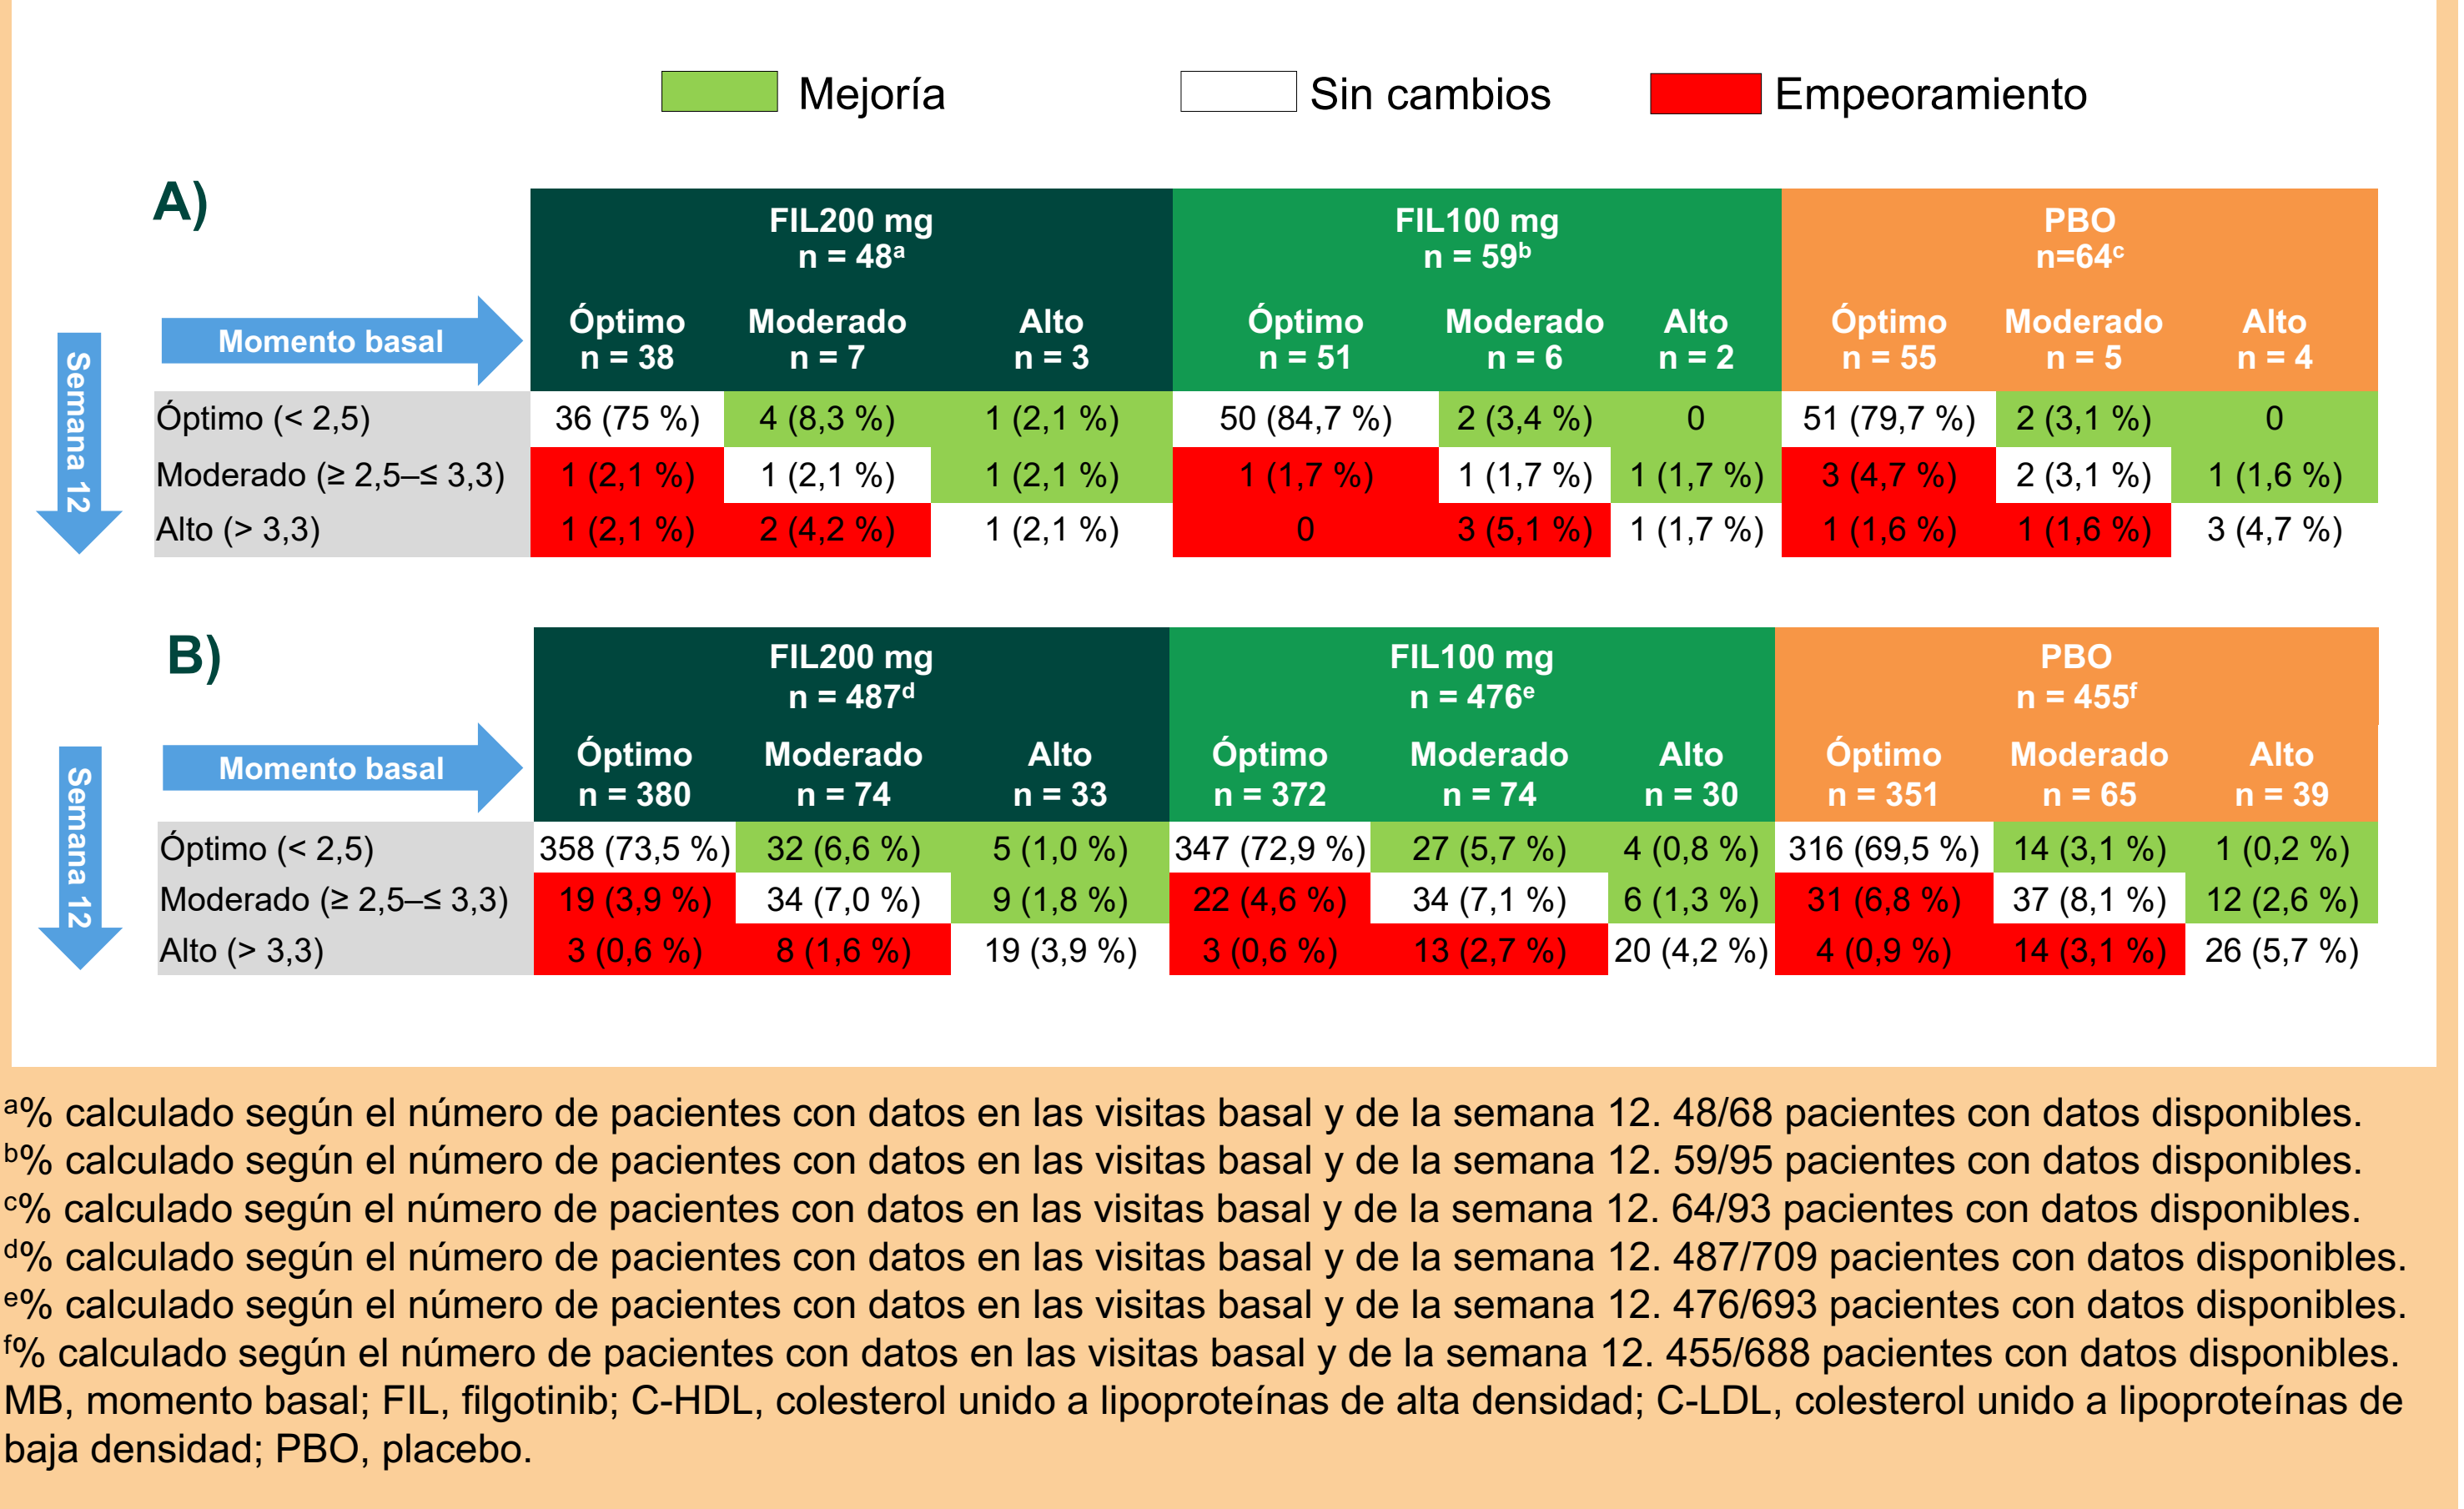 Mejoría Sin cambios Empeoramiento
A)
FIL200 mg FIL100 mg PBO
n = 48ᵃ n = 59ᵇ n=64ᶜ
Momento basal
Semana 12
Óptimo Moderado Alto Óptimo Moderado Alto Óptimo Moderado Alto
n = 38 n = 7 n = 3 n = 51 n = 6 n = 2 n = 55 n = 5 n = 4
Óptimo (< 2,5) 36 (75 %) 4 (8,3 %) 1 (2,1 %) 50 (84,7 %) 2 (3,4 %) 0 51 (79,7 %) 2 (3,1 %) 0
Moderado (≥ 2,5–≤ 3,3) 1 (2,1 %) 1 (2,1 %) 1 (2,1 %) 1 (1,7 %) 1 (1,7 %) 1 (1,7 %) 3 (4,7 %) 2 (3,1 %) 1 (1,6 %)
Alto (> 3,3) 1 (2,1 %) 2 (4,2 %) 1 (2,1 %) 0 3 (5,1 %) 1 (1,7 %) 1 (1,6 %) 1 (1,6 %) 3 (4,7 %)
B)
FIL200 mg FIL100 mg PBO
n = 487ᵈ n = 476ᵉ n = 455ᶠ
Momento basal
Semana 12
Óptimo Moderado Alto Óptimo Moderado Alto Óptimo Moderado Alto
n = 380 n = 74 n = 33 n = 372 n = 74 n = 30 n = 351 n = 65 n = 39
Óptimo (< 2,5) 358 (73,5 %) 32 (6,6 %) 5 (1,0 %) 347 (72,9 %) 27 (5,7 %) 4 (0,8 %) 316 (69,5 %) 14 (3,1 %) 1 (0,2 %)
Moderado (≥ 2,5–≤ 3,3) 19 (3,9 %) 34 (7,0 %) 9 (1,8 %) 22 (4,6 %) 34 (7,1 %) 6 (1,3 %) 31 (6,8 %) 37 (8,1 %) 12 (2,6 %)
Alto (> 3,3) 3 (0,6 %) 8 (1,6 %) 19 (3,9 %) 3 (0,6 %) 13 (2,7 %) 20 (4,2 %) 4 (0,9 %) 14 (3,1 %) 26 (5,7 %)
ᵃ% calculado según el número de pacientes con datos en las visitas basal y de la semana 12. 48/68 pacientes con datos disponibles.
ᵇ% calculado según el número de pacientes con datos en las visitas basal y de la semana 12. 59/95 pacientes con datos disponibles.
ᶜ% calculado según el número de pacientes con datos en las visitas basal y de la semana 12. 64/93 pacientes con datos disponibles.
ᵈ% calculado según el número de pacientes con datos en las visitas basal y de la semana 12. 487/709 pacientes con datos disponibles.
ᵉ% calculado según el número de pacientes con datos en las visitas basal y de la semana 12. 476/693 pacientes con datos disponibles.
ᶠ% calculado según el número de pacientes con datos en las visitas basal y de la semana 12. 455/688 pacientes con datos disponibles.
MB, momento basal; FIL, filgotinib; C-HDL, colesterol unido a lipoproteínas de alta densidad; C-LDL, colesterol unido a lipoproteínas de
baja densidad; PBO, placebo.